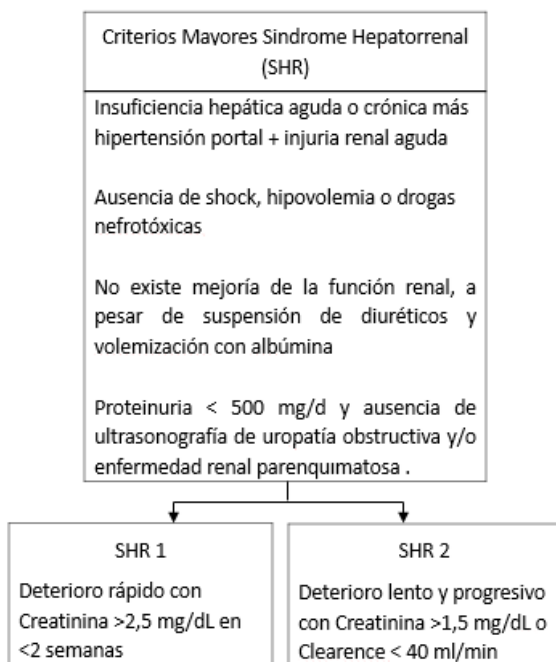 Criterios Mayores Sindrome Hepatorrenal
(SHR)
Insuficiencia hepática aguda o crónica más
hipertensión portal + injuria renal aguda
Ausencia de shock, hipovolemia o drogas
nefrotóxicas
No existe mejoría de la función renal, a
pesar de suspensión de diuréticos y
volemización con albúmina
Proteinuria < 500 mg/d y ausencia de
ultrasonografía de uropatía obstructiva y/o
enfermedad renal parenquimatosa .
SHR 1
Deterioro rápido con
Creatinina >2,5 mg/dL en
<2 semanas
SHR 2
Deterioro lento y progresivo
con Creatinina >1,5 mg/dL o
Clearence < 40 ml/min